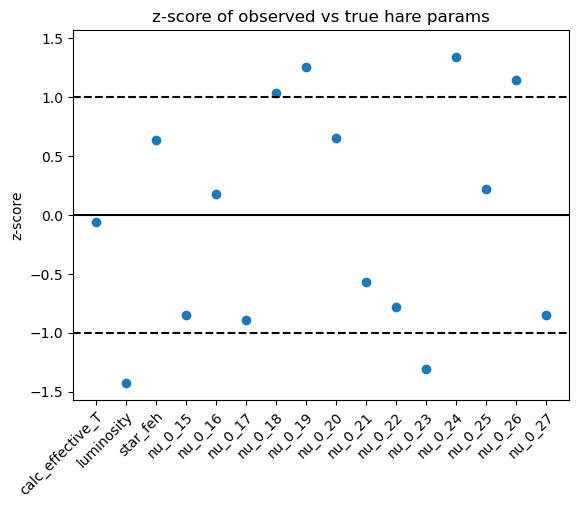 z-score of observed vs true hare params
1.5
1.0
0.5
0.0
−0.5
−1.0
−1.5
z-score
calc_effective_T
luminosity
star_feh
nu_0_15
nu_0_16
nu_0_17
nu_0_18
nu_0_19
nu_0_20
nu_0_21
nu_0_22
nu_0_23
nu_0_24
nu_0_25
nu_0_26
nu_0_27